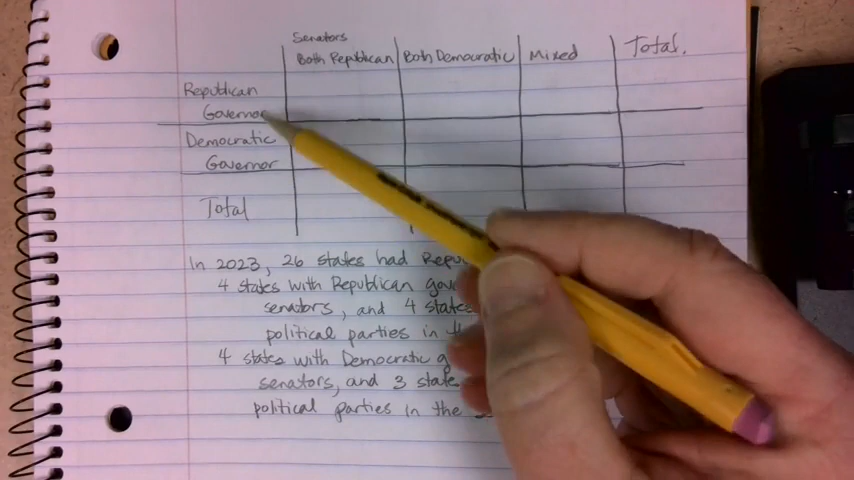 Senators
Both Republican Both Democratic Mixed Total.
Republican
Governor
Democratic
Governor
Total
In 2023, 26 states had
4 states with Republican
senators, and 4 states
political parties in
4 states with Democratic
senators, and 3
political parties in the